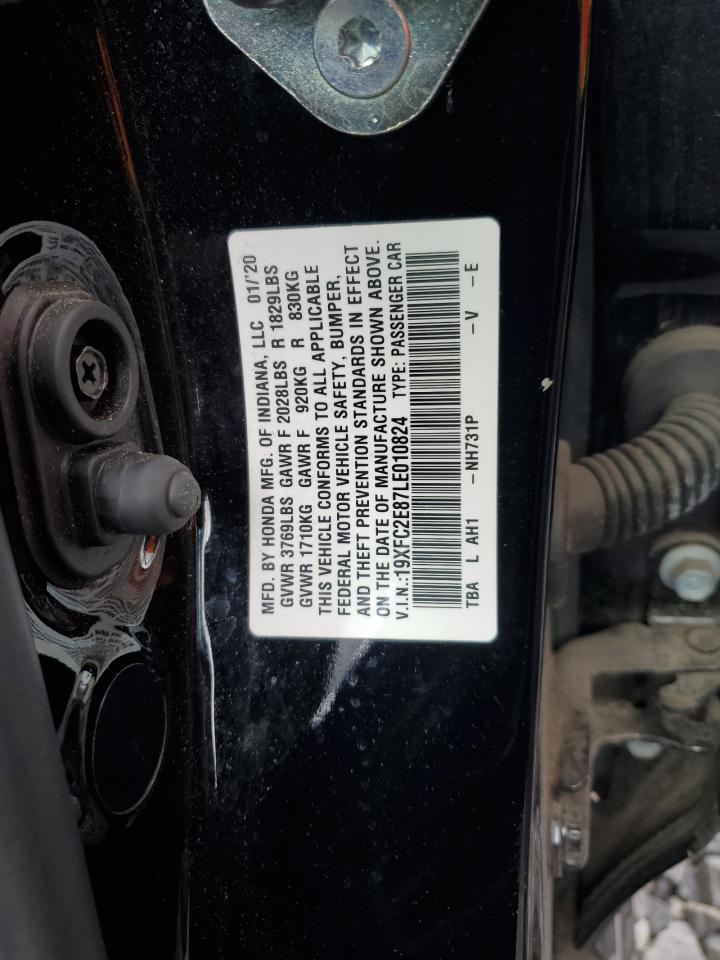 MFD. BY HONDA MFG. OF INDIANA, LLC 01/'20
GVWR 3769LBS GAWR F 2028LBS R 1829LBS
GVWR 1710KG GAWR F 920KG R 830KG
THIS VEHICLE CONFORMS TO ALL APPLICABLE
FEDERAL MOTOR VEHICLE SAFETY, BUMPER,
AND THEFT PREVENTION STANDARDS IN EFFECT
ON THE DATE OF MANUFACTURE SHOWN ABOVE.
V.I.N.:19XFC2E87LE010824 TYPE: PASSENGER CAR
TBA L AH1 -NH731P -V -E